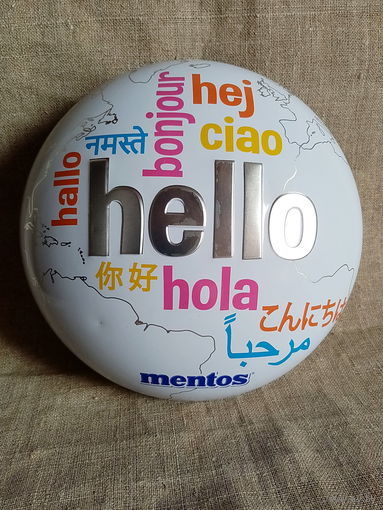 hej
bonjour
ciao
नमस्ते
hallo
hello
你好
hola
こんにちは
مرحباً
mentos